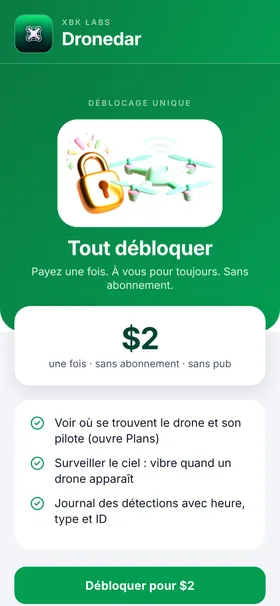 XBK LABS
Dronedar
DÉBLOCAGE UNIQUE
Tout débloquer
Payez une fois. À vous pour toujours. Sans
abonnement.
$2
une fois · sans abonnement · sans pub
Voir où se trouvent le drone et son
pilote (ouvre Plans)
Surveiller le ciel : vibre quand un
drone apparaît
Journal des détections avec heure,
type et ID
Débloquer pour $2